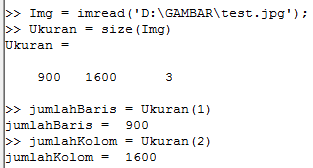 >> Img = imread('D:\GAMBAR\test.jpg');
>> Ukuran = size(Img)
Ukuran =
900 1600 3
>> jumlahBaris = Ukuran(1)
jumlahBaris = 900
>> jumlahKolom = Ukuran(2)
jumlahKolom = 1600